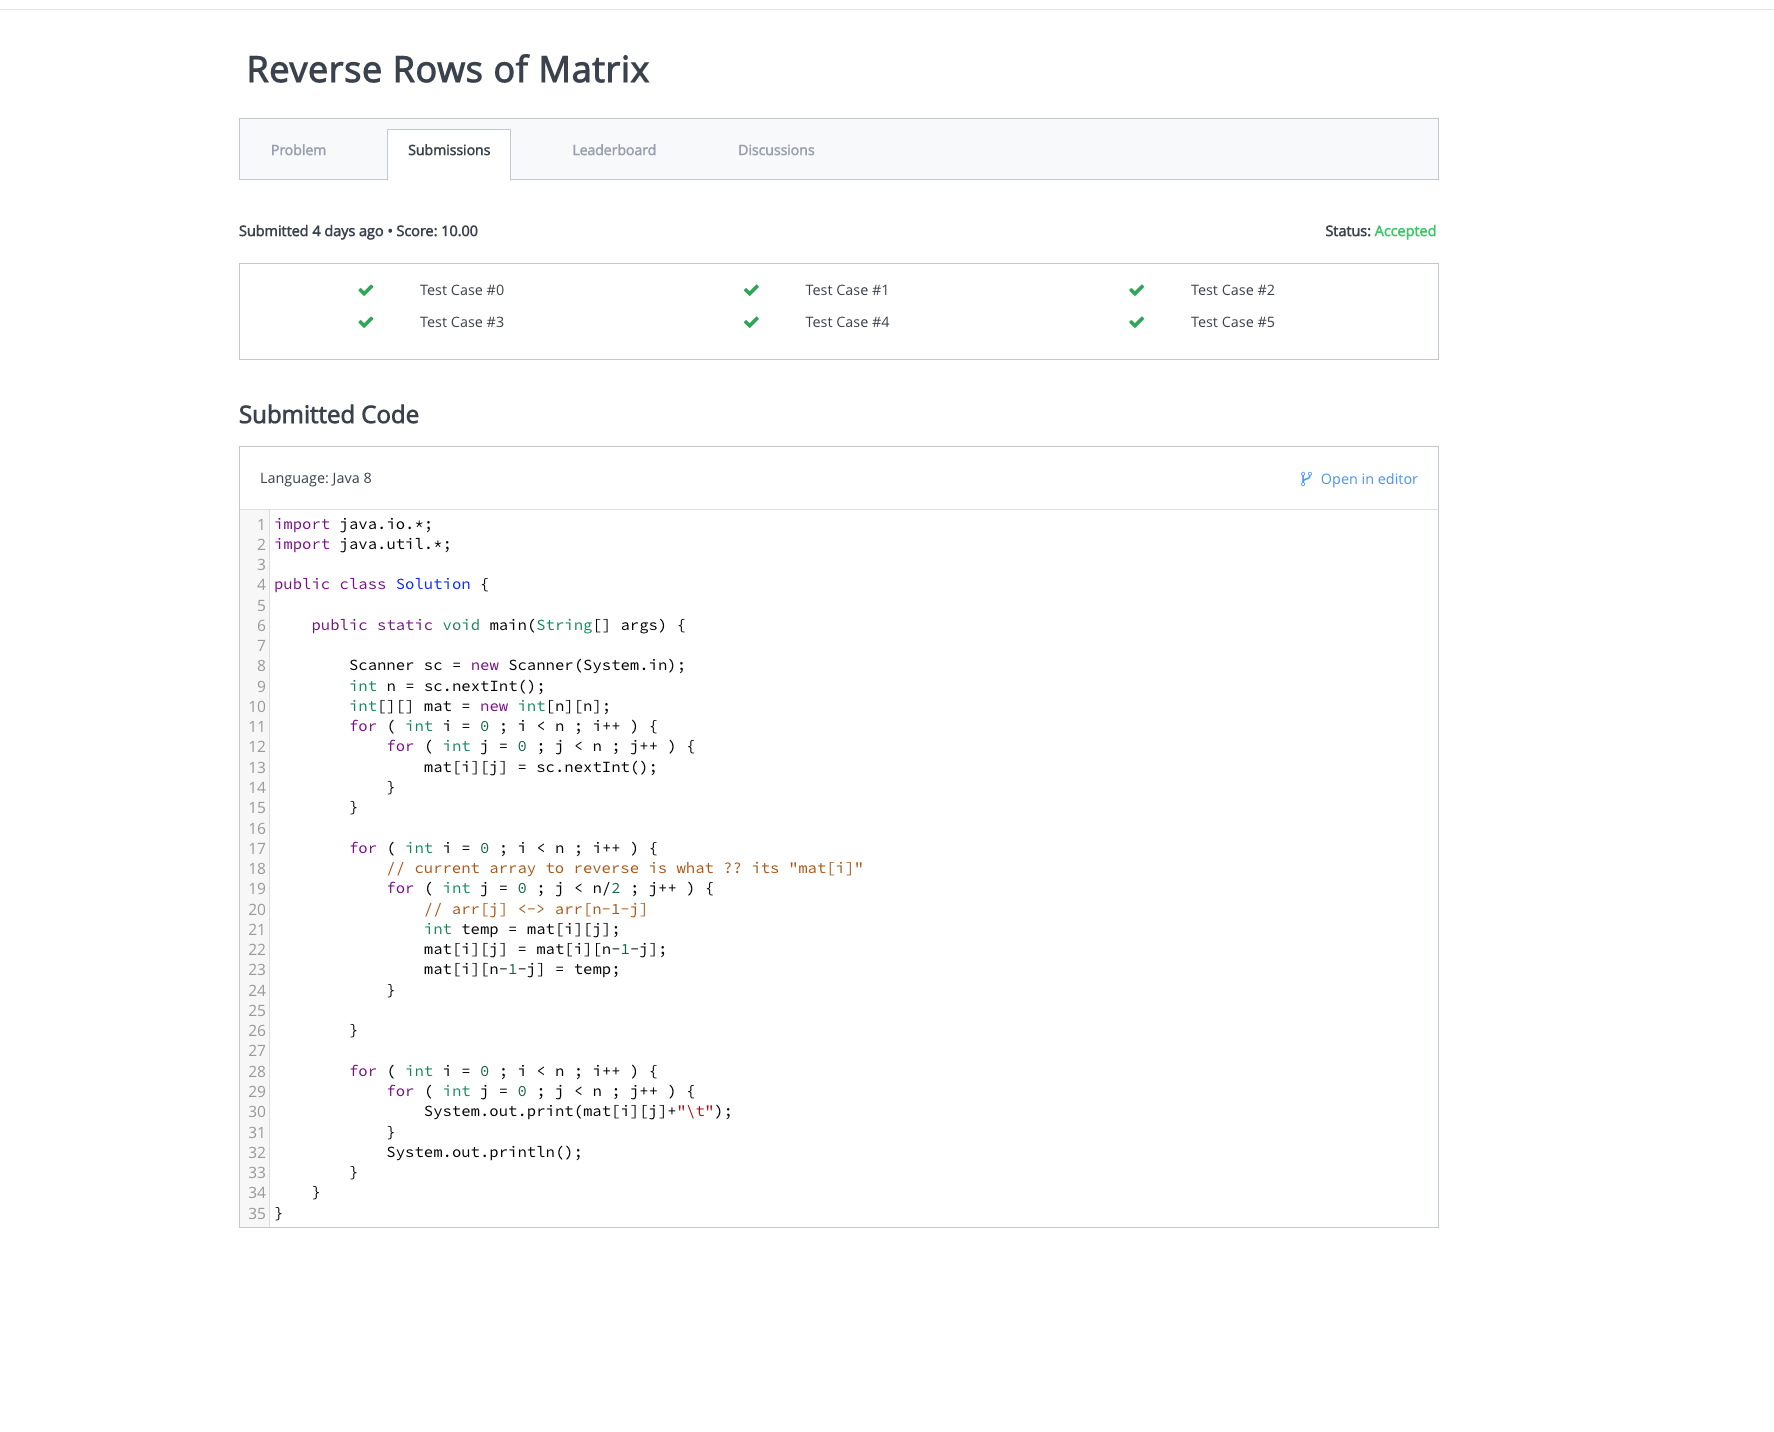 Reverse Rows of Matrix
Problem Submissions Leaderboard Discussions
Submitted 4 days ago • Score: 10.00 Status: Accepted
Test Case #0 Test Case #1 Test Case #2
Test Case #3 Test Case #4 Test Case #5
Submitted Code
Language: Java 8 Open in editor
1 import java.io.*;
2 import java.util.*;
3
4 public class Solution {
5
6     public static void main(String[] args) {
7
8         Scanner sc = new Scanner(System.in);
9         int n = sc.nextInt();
10         int[][] mat = new int[n][n];
11         for ( int i = 0 ; i < n ; i++ ) {
12             for ( int j = 0 ; j < n ; j++ ) {
13                 mat[i][j] = sc.nextInt();
14             }
15         }
16
17         for ( int i = 0 ; i < n ; i++ ) {
18             // current array to reverse is what ?? its "mat[i]"
19             for ( int j = 0 ; j < n/2 ; j++ ) {
20                 // arr[j] <-> arr[n-1-j]
21                 int temp = mat[i][j];
22                 mat[i][j] = mat[i][n-1-j];
23                 mat[i][n-1-j] = temp;
24             }
25
26         }
27
28         for ( int i = 0 ; i < n ; i++ ) {
29             for ( int j = 0 ; j < n ; j++ ) {
30                 System.out.print(mat[i][j]+"\t");
31             }
32             System.out.println();
33         }
34     }
35 }